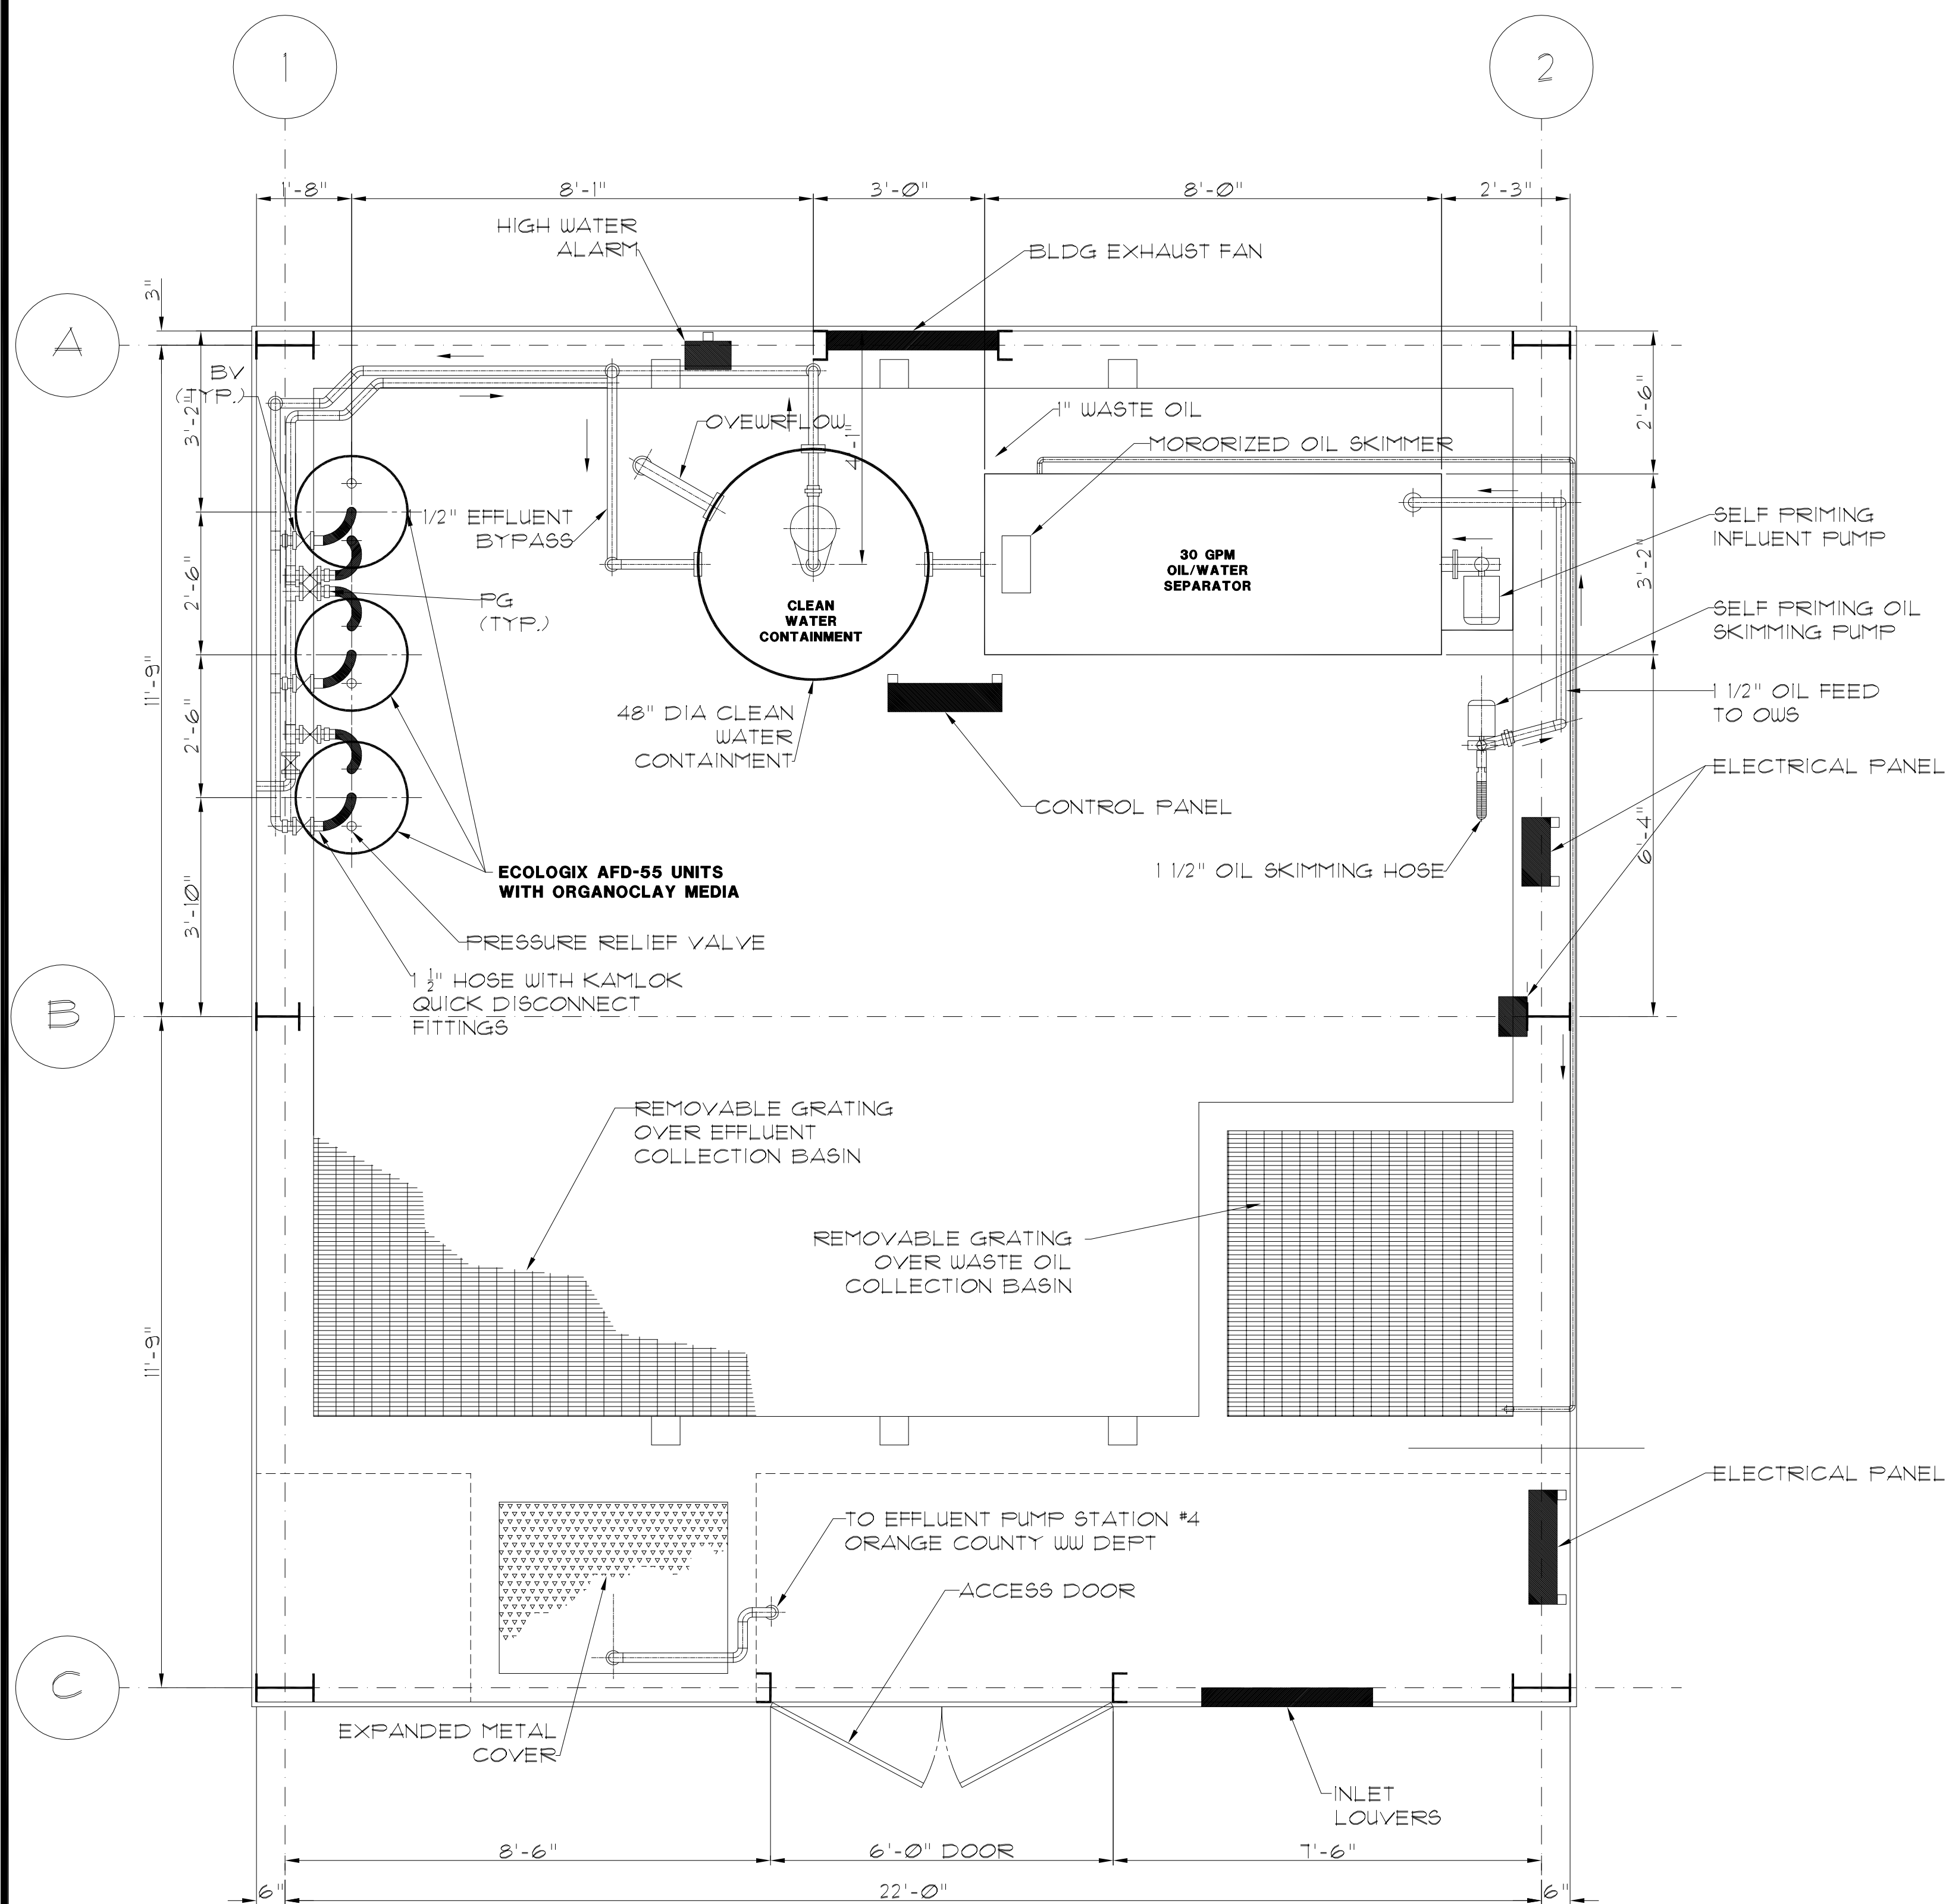 1
2
1'-8"
8'-1"
3'-0"
8'-0"
2'-3"
HIGH WATER
ALARM
BLDG EXHAUST FAN
3"
A
BV
(TYP.)
3'-2"
2'-6"
1" WASTE OIL
OVEWRFLOW
4'-1"
MORORIZED OIL SKIMMER
1/2" EFFLUENT
BYPASS
SELF PRIMING
INFLUENT PUMP
30 GPM
OIL/WATER
SEPARATOR
3'-2"
2'-6"
PG
(TYP.)
CLEAN
WATER
CONTAINMENT
SELF PRIMING OIL
SKIMMING PUMP
11'-9"
2'-6"
48" DIA CLEAN
WATER
CONTAINMENT
1 1/2" OIL FEED
TO OWS
ELECTRICAL PANEL
CONTROL PANEL
6'-4"
1 1/2" OIL SKIMMING HOSE
ECOLOGIX AFD-55 UNITS
WITH ORGANOCLAY MEDIA
3'-10"
PRESSURE RELIEF VALVE
1 1/2" HOSE WITH KAMLOK
QUICK DISCONNECT
FITTINGS
B
REMOVABLE GRATING
OVER EFFLUENT
COLLECTION BASIN
REMOVABLE GRATING
OVER WASTE OIL
COLLECTION BASIN
11'-9"
ELECTRICAL PANEL
TO EFFLUENT PUMP STATION #4
ORANGE COUNTY WW DEPT
ACCESS DOOR
C
EXPANDED METAL
COVER
INLET
LOUVERS
8'-6"
6'-0" DOOR
7'-6"
6"
22'-0"
6"